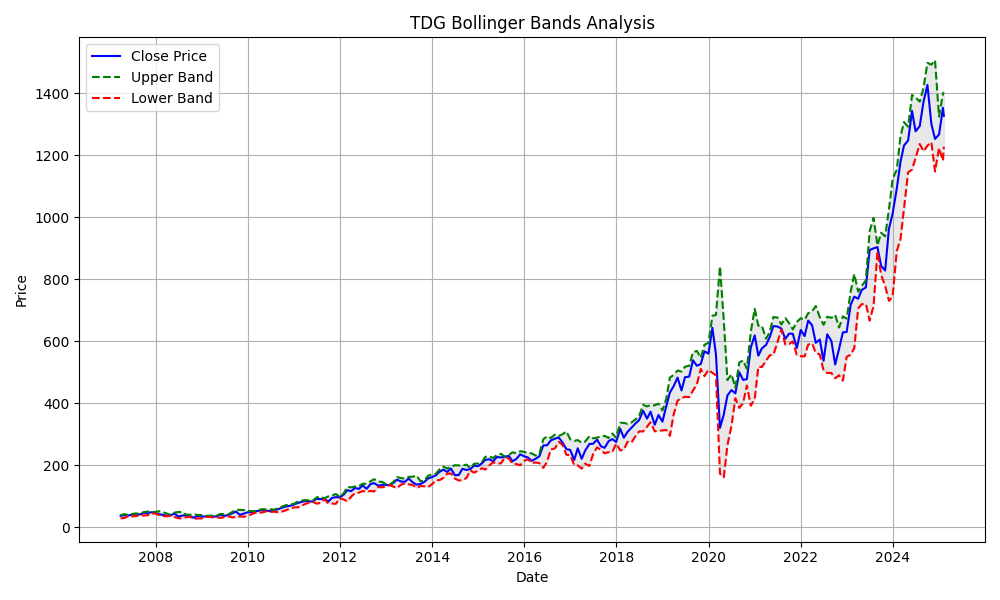 TDG Bollinger Bands Analysis
Close Price
Upper Band
Lower Band
Price
1400
1200
1000
800
600
400
200
0
2008 2010 2012 2014 2016 2018 2020 2022 2024
Date